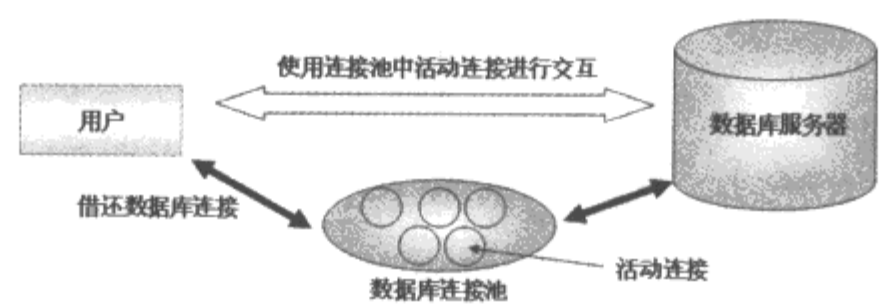 使用连接池中活动连接进行交互
用户
数据库服务器
借还数据库连接
活动连接
数据库连接池